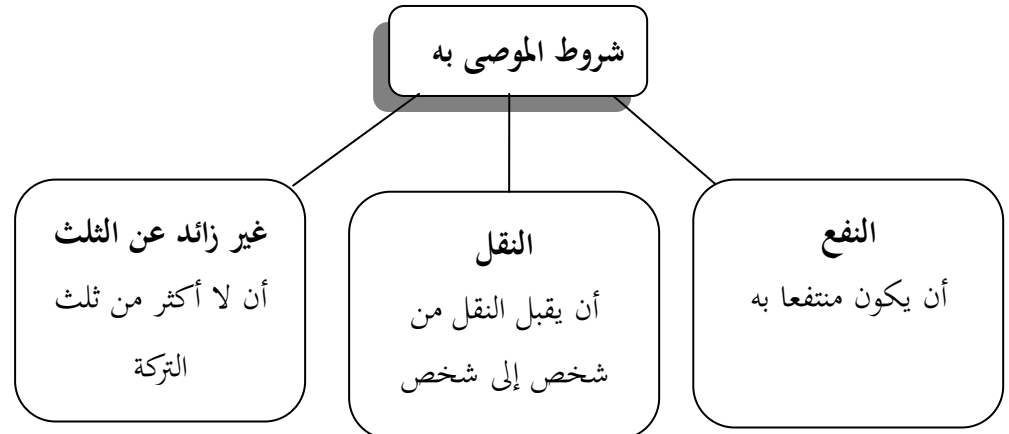 شروط الموصى به
النفع
أن يكون منتفعا به
النقل
أن يقبل النقل من
شخص إلى شخص
غير زائد عن الثلث
أن لا أكثر من ثلث
التركة